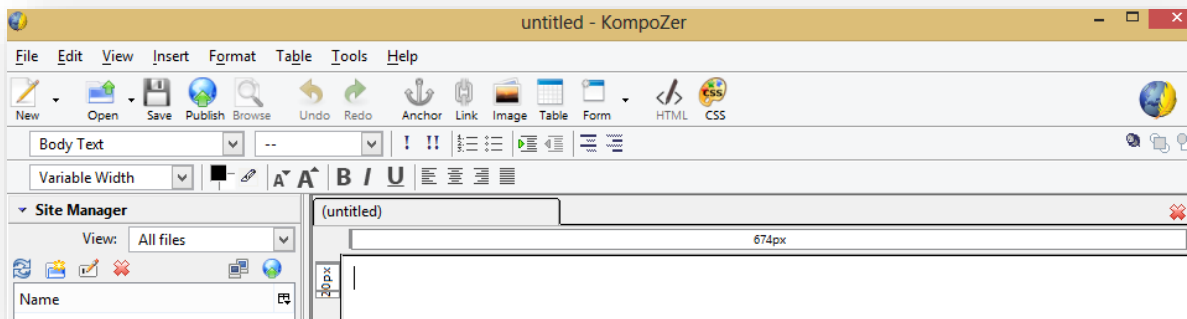 untitled - KompoZer
File Edit View Insert Format Table Tools Help
New Open Save Publish Browse Undo Redo Anchor Link Image Table Form HTML CSS
Body Text --
Variable Width
Site Manager (untitled)
View: All files 674px
20px
Name